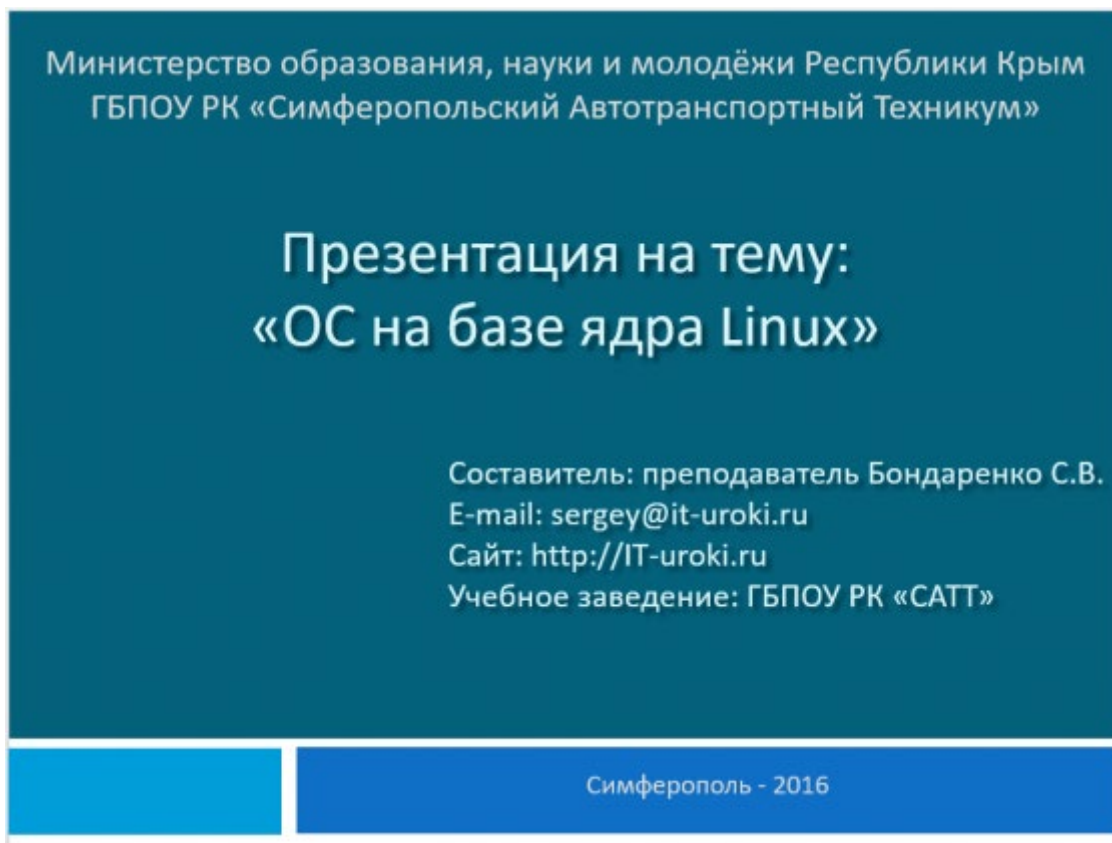 Министерство образования, науки и молодёжи Республики Крым
ГБПОУ РК «Симферопольский Автотранспортный Техникум»
Презентация на тему:
«ОС на базе ядра Linux»
Составитель: преподаватель Бондаренко С.В.
E-mail: sergey@it-uroki.ru
Сайт: http://IT-uroki.ru
Учебное заведение: ГБПОУ РК «САТТ»
Симферополь - 2016